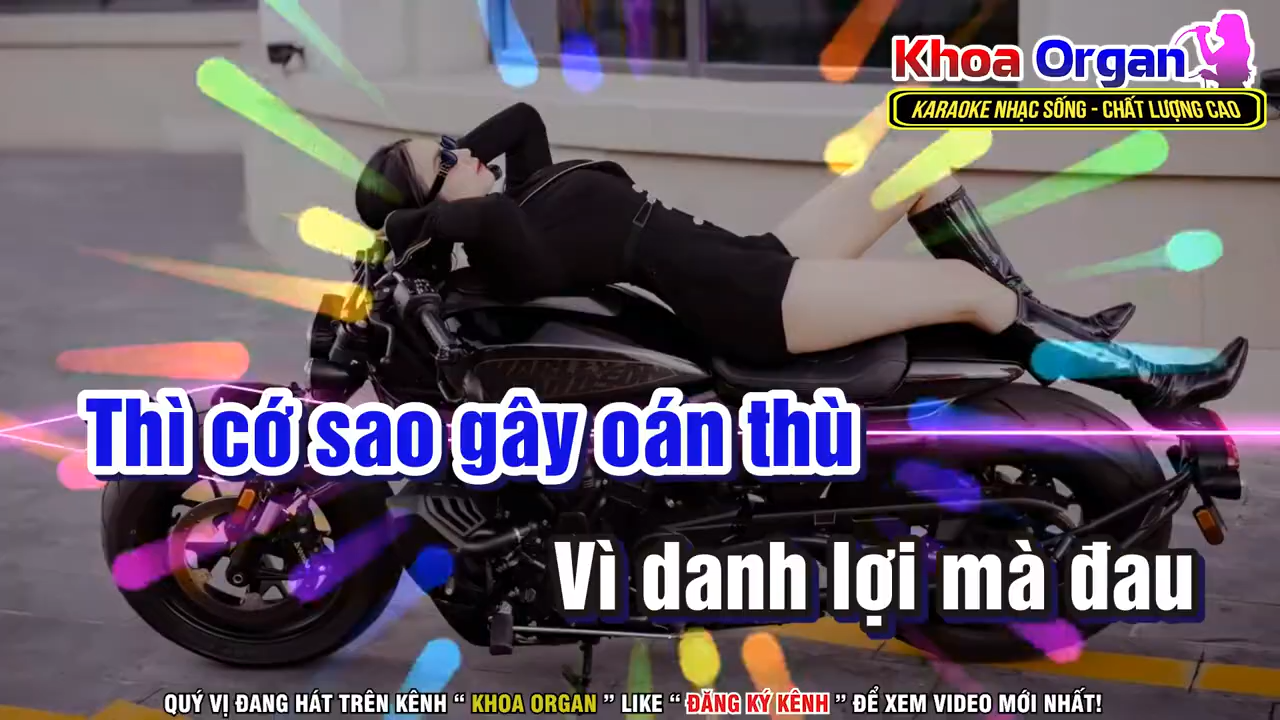 Khoa Organ
KARAOKE NHẠC SỐNG - CHẤT LƯỢNG CAO
Thì cớ sao gây oán thù
Vì danh lợi mà đau
QUÝ VỊ ĐANG HÁT TRÊN KÊNH “ KHOA ORGAN ” LIKE “ ĐĂNG KÝ KÊNH ” ĐỂ XEM VIDEO MỚI NHẤT!